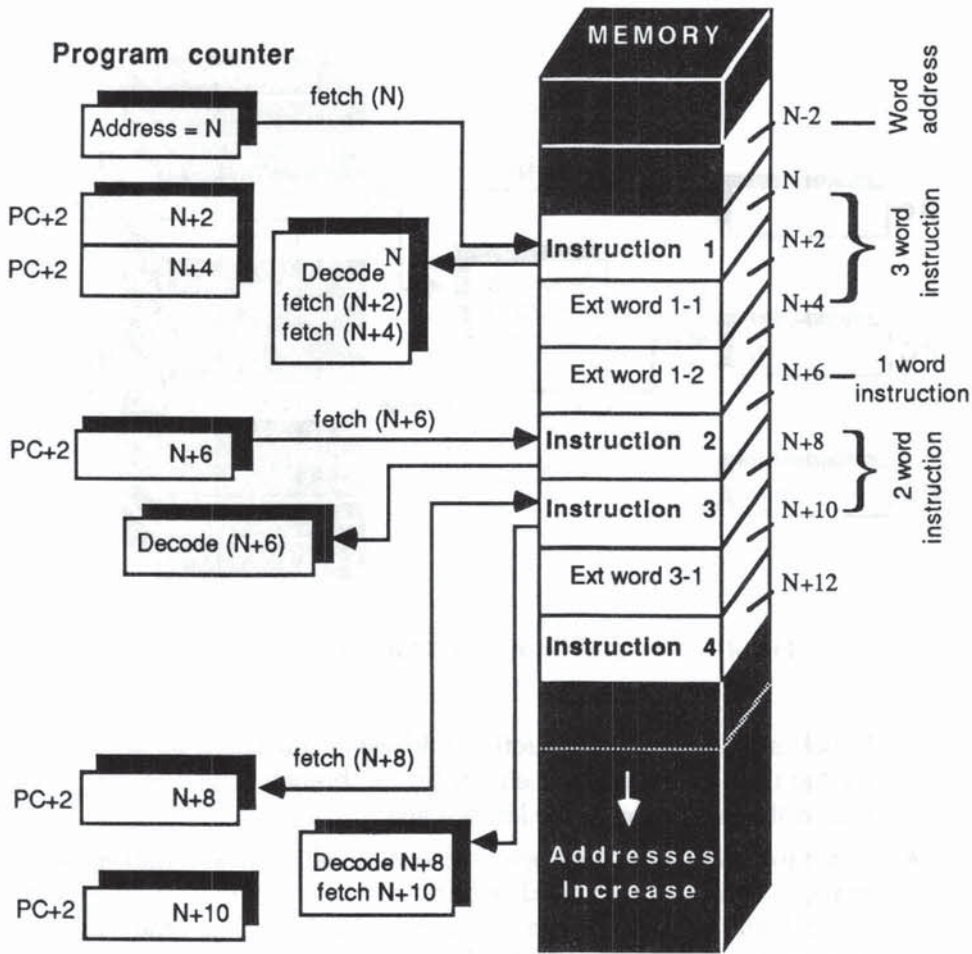 Program counter
Address = N
fetch (N)
PC+2
N+2
PC+2
N+4
Decode N
fetch (N+2)
fetch (N+4)
PC+2
N+6
fetch (N+6)
Decode (N+6)
fetch (N+8)
PC+2
N+8
Decode N+8
fetch N+10
PC+2
N+10
MEMORY
Instruction 1
Ext word 1-1
Ext word 1-2
Instruction 2
Instruction 3
Ext word 3-1
Instruction 4
Addresses
Increase
N-2
Word
address
N
N+2
N+4
3 word
instruction
N+6
1 word
instruction
N+8
N+10
2 word
instruction
N+12